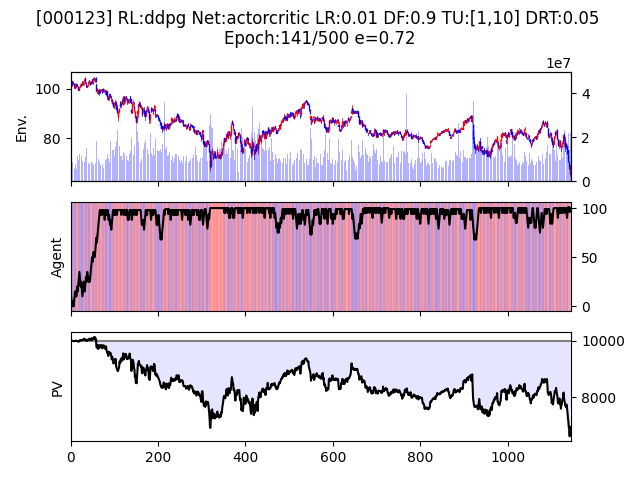 [000123] RL:ddpg Net:actorcritic LR:0.01 DF:0.9 TU:[1,10] DRT:0.05
Epoch:141/500 e=0.72
1e7
100
80
Env.
4
2
0
Agent
100
50
0
PV
10000
8000
0
200
400
600
800
1000